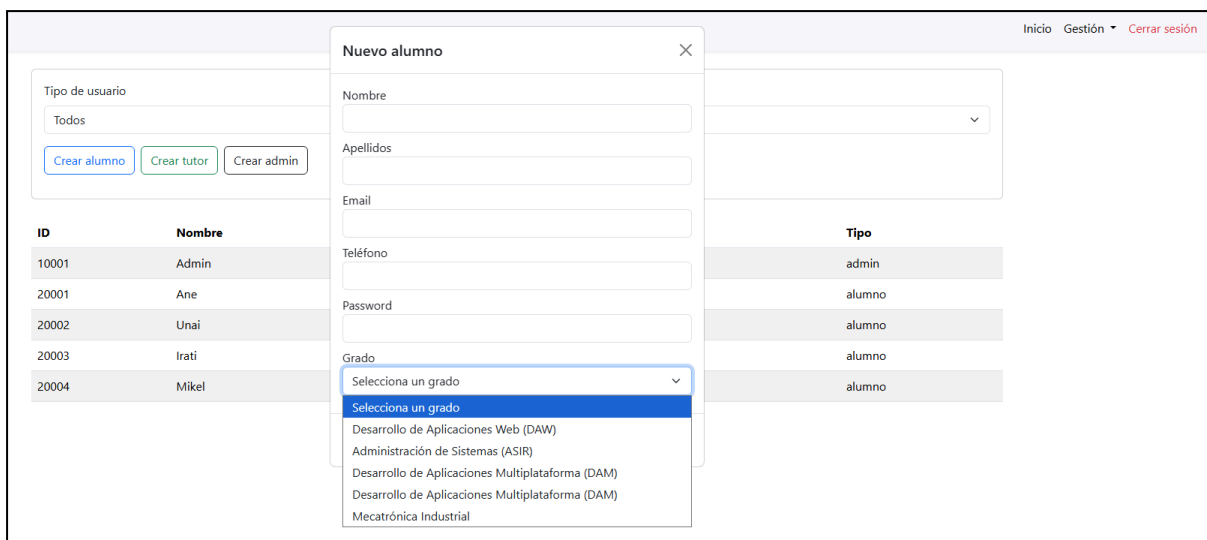 Inicio Gestión Cerrar sesión
Nuevo alumno
Tipo de usuario
Todos
Crear alumno Crear tutor Crear admin
Nombre
Apellidos
Email
Teléfono
Password
Grado
Selecciona un grado
Selecciona un grado
Desarrollo de Aplicaciones Web (DAW)
Administración de Sistemas (ASIR)
Desarrollo de Aplicaciones Multiplataforma (DAM)
Desarrollo de Aplicaciones Multiplataforma (DAM)
Mecatrónica Industrial
ID Nombre Tipo
10001 Admin admin
20001 Ane alumno
20002 Unai alumno
20003 Irati alumno
20004 Mikel alumno